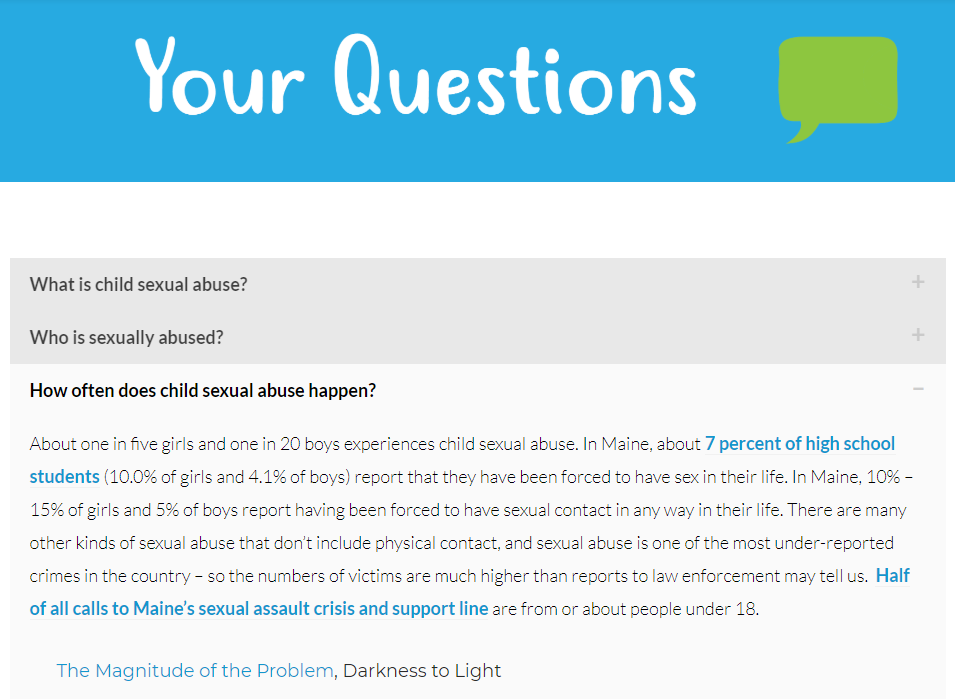 Your Questions
What is child sexual abuse?
Who is sexually abused?
How often does child sexual abuse happen?
About one in five girls and one in 20 boys experiences child sexual abuse. In Maine, about 7 percent of high school
students (10.0% of girls and 4.1% of boys) report that they have been forced to have sex in their life. In Maine, 10% –
15% of girls and 5% of boys report having been forced to have sexual contact in any way in their life. There are many
other kinds of sexual abuse that don't include physical contact, and sexual abuse is one of the most under-reported
crimes in the country – so the numbers of victims are much higher than reports to law enforcement may tell us. Half
of all calls to Maine's sexual assault crisis and support line are from or about people under 18.
The Magnitude of the Problem, Darkness to Light